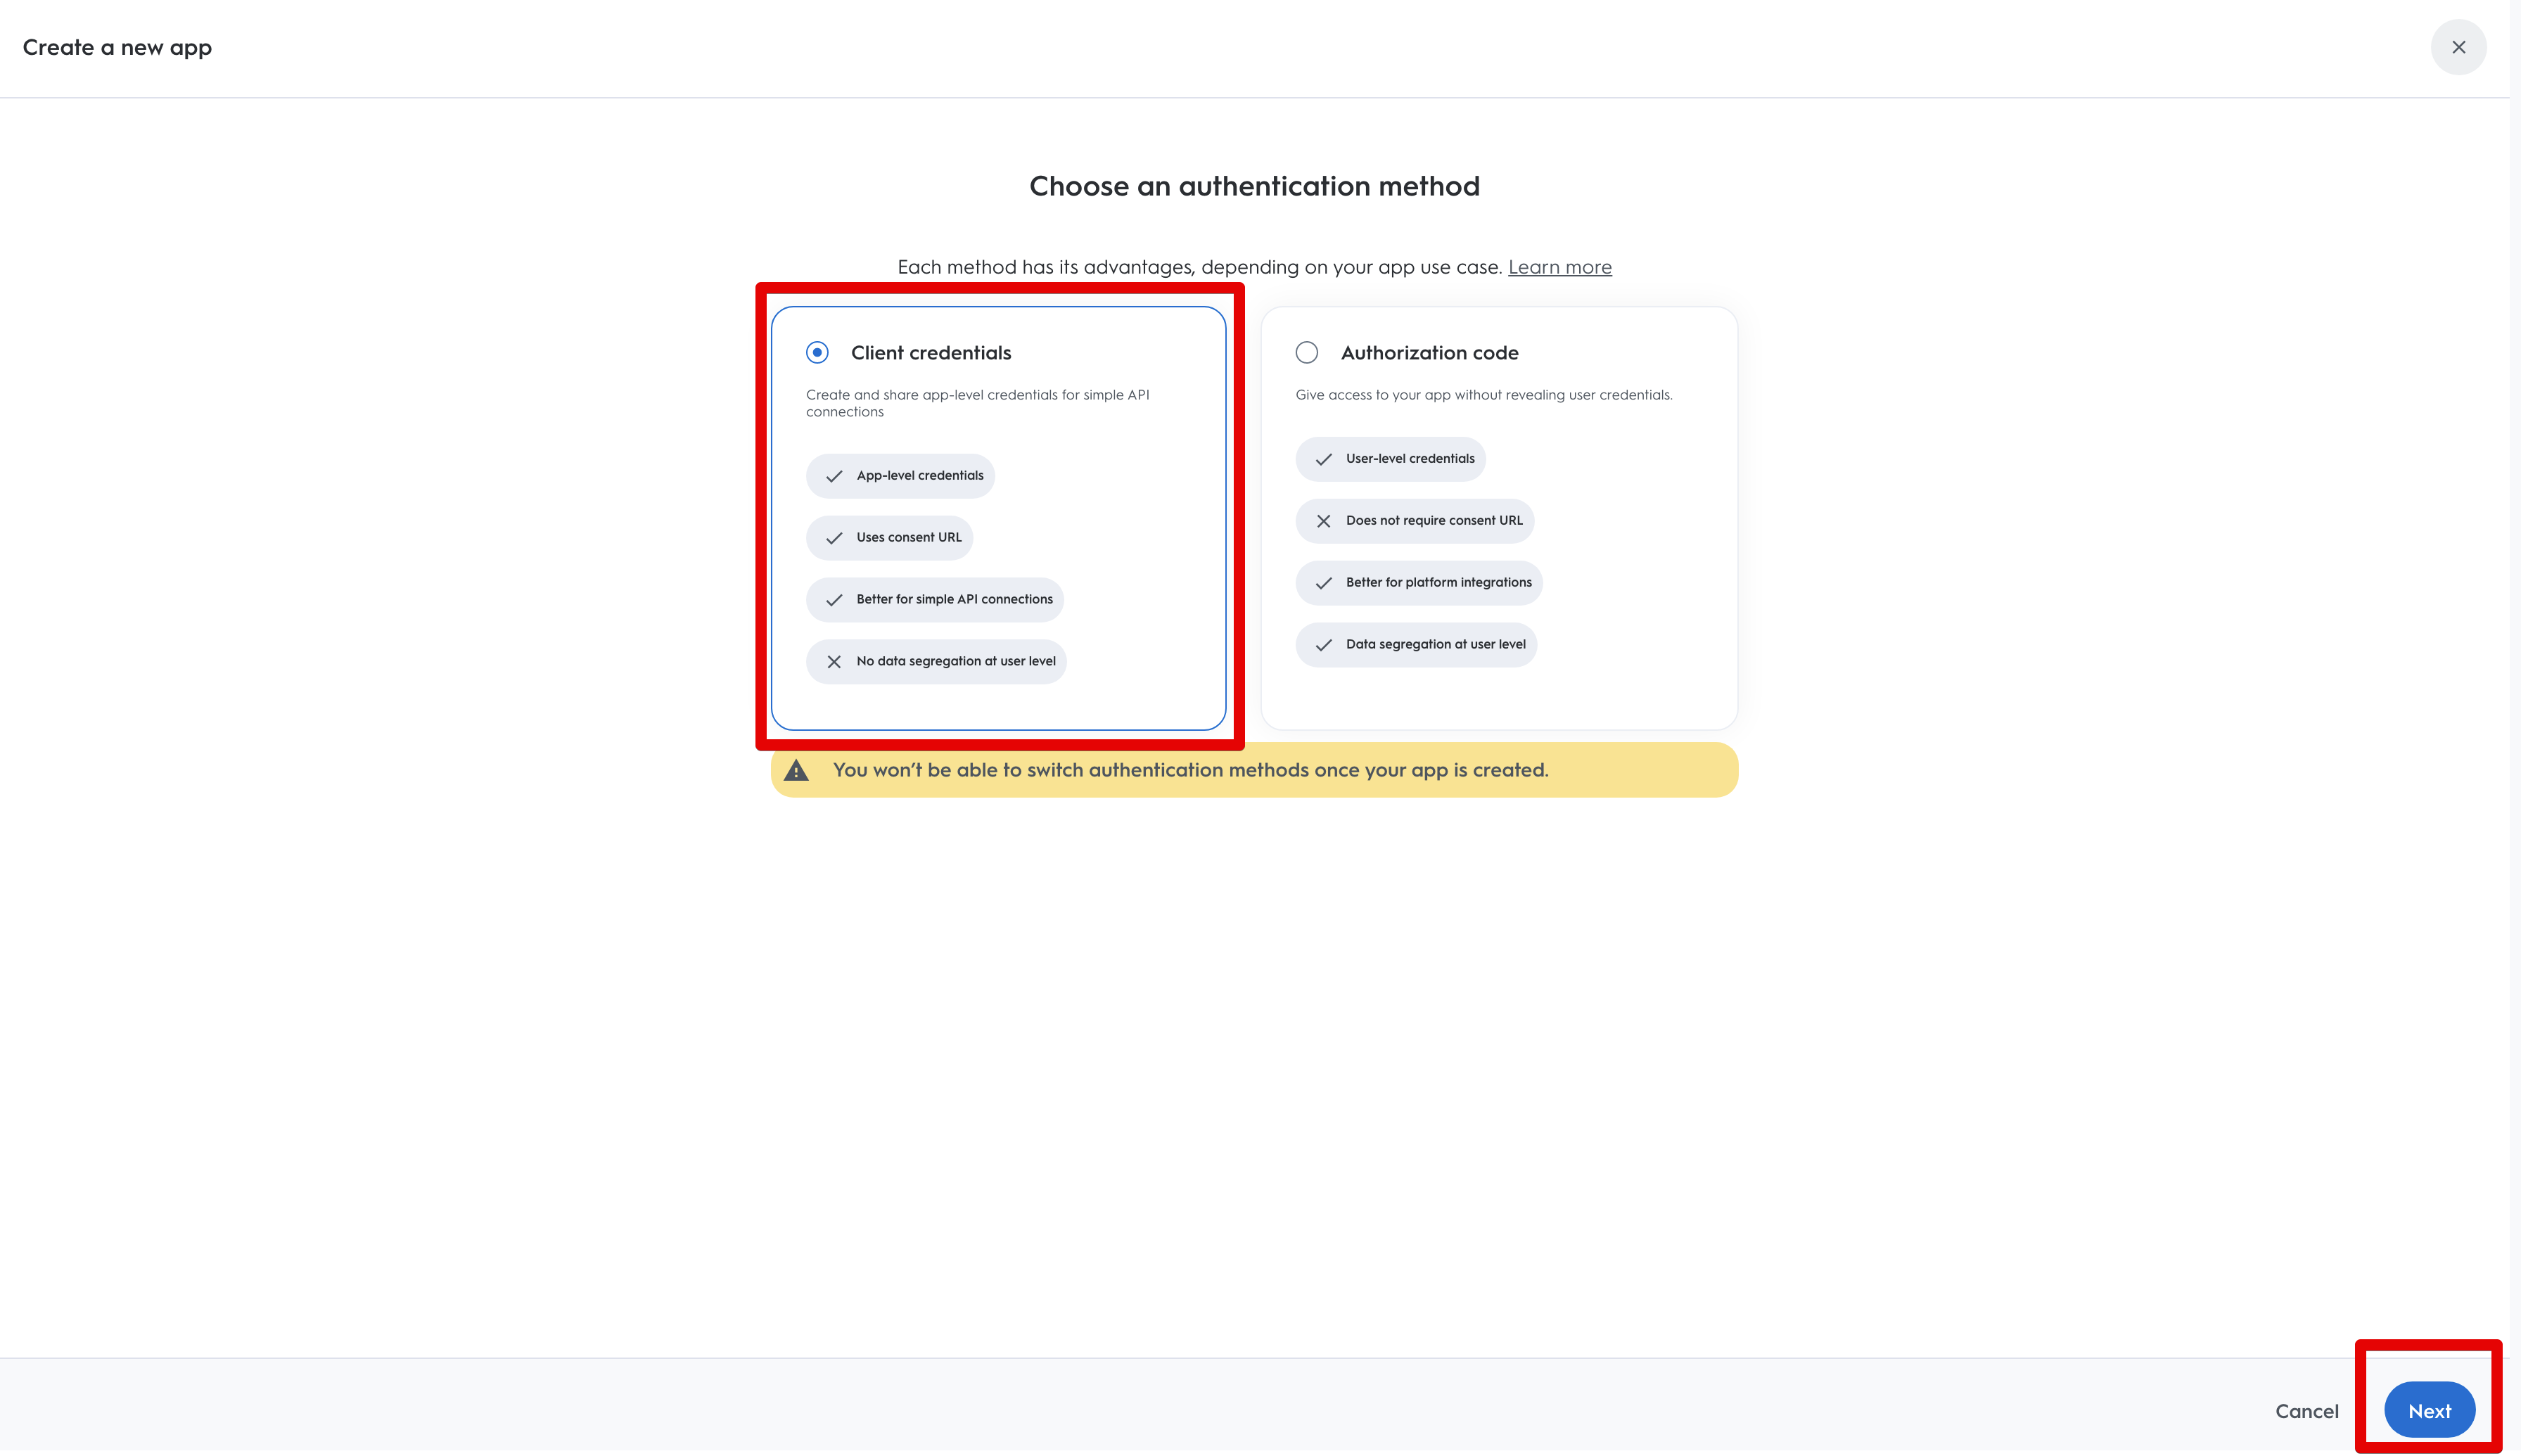 Create a new app
Choose an authentication method
Each method has its advantages, depending on your app use case. Learn more
Client credentials
Create and share app-level credentials for simple API
connections
App-level credentials
Uses consent URL
Better for simple API connections
No data segregation at user level
Authorization code
Give access to your app without revealing user credentials.
User-level credentials
Does not require consent URL
Better for platform integrations
Data segregation at user level
You won’t be able to switch authentication methods once your app is created.
Cancel
Next